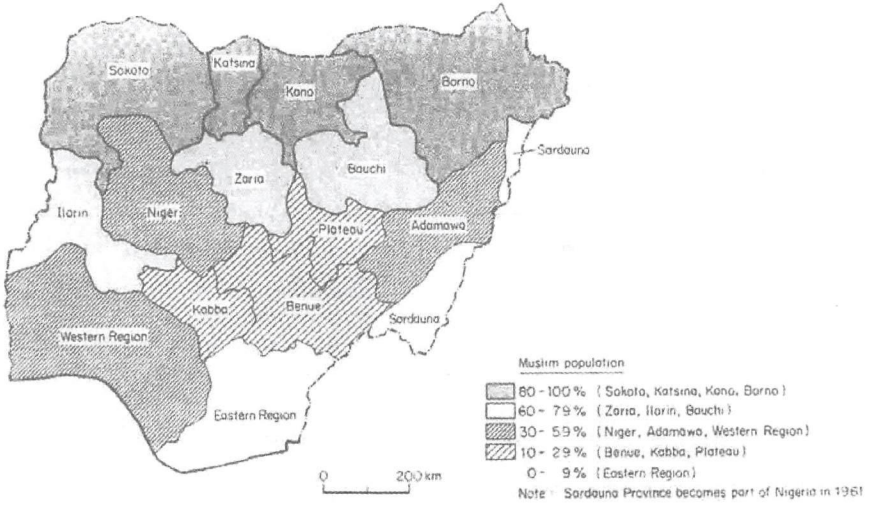 Sokoto
Katsina
Kano
Borno
Sardauna
Zaria
Bauchi
Ilorin
Niger
Plateau
Adamawa
Kabba
Benue
Sardauna
Western Region
Eastern Region
Muslim population
80-100% (Sokoto, Katsina, Kano, Borno)
60-79% (Zaria, Ilorin, Bauchi)
30-59% (Niger, Adamawa, Western Region)
10-29% (Benue, Kabba, Plateau)
0- 9% (Eastern Region)
0 200km
Note: Sardauna Province becomes part of Nigeria in 1961